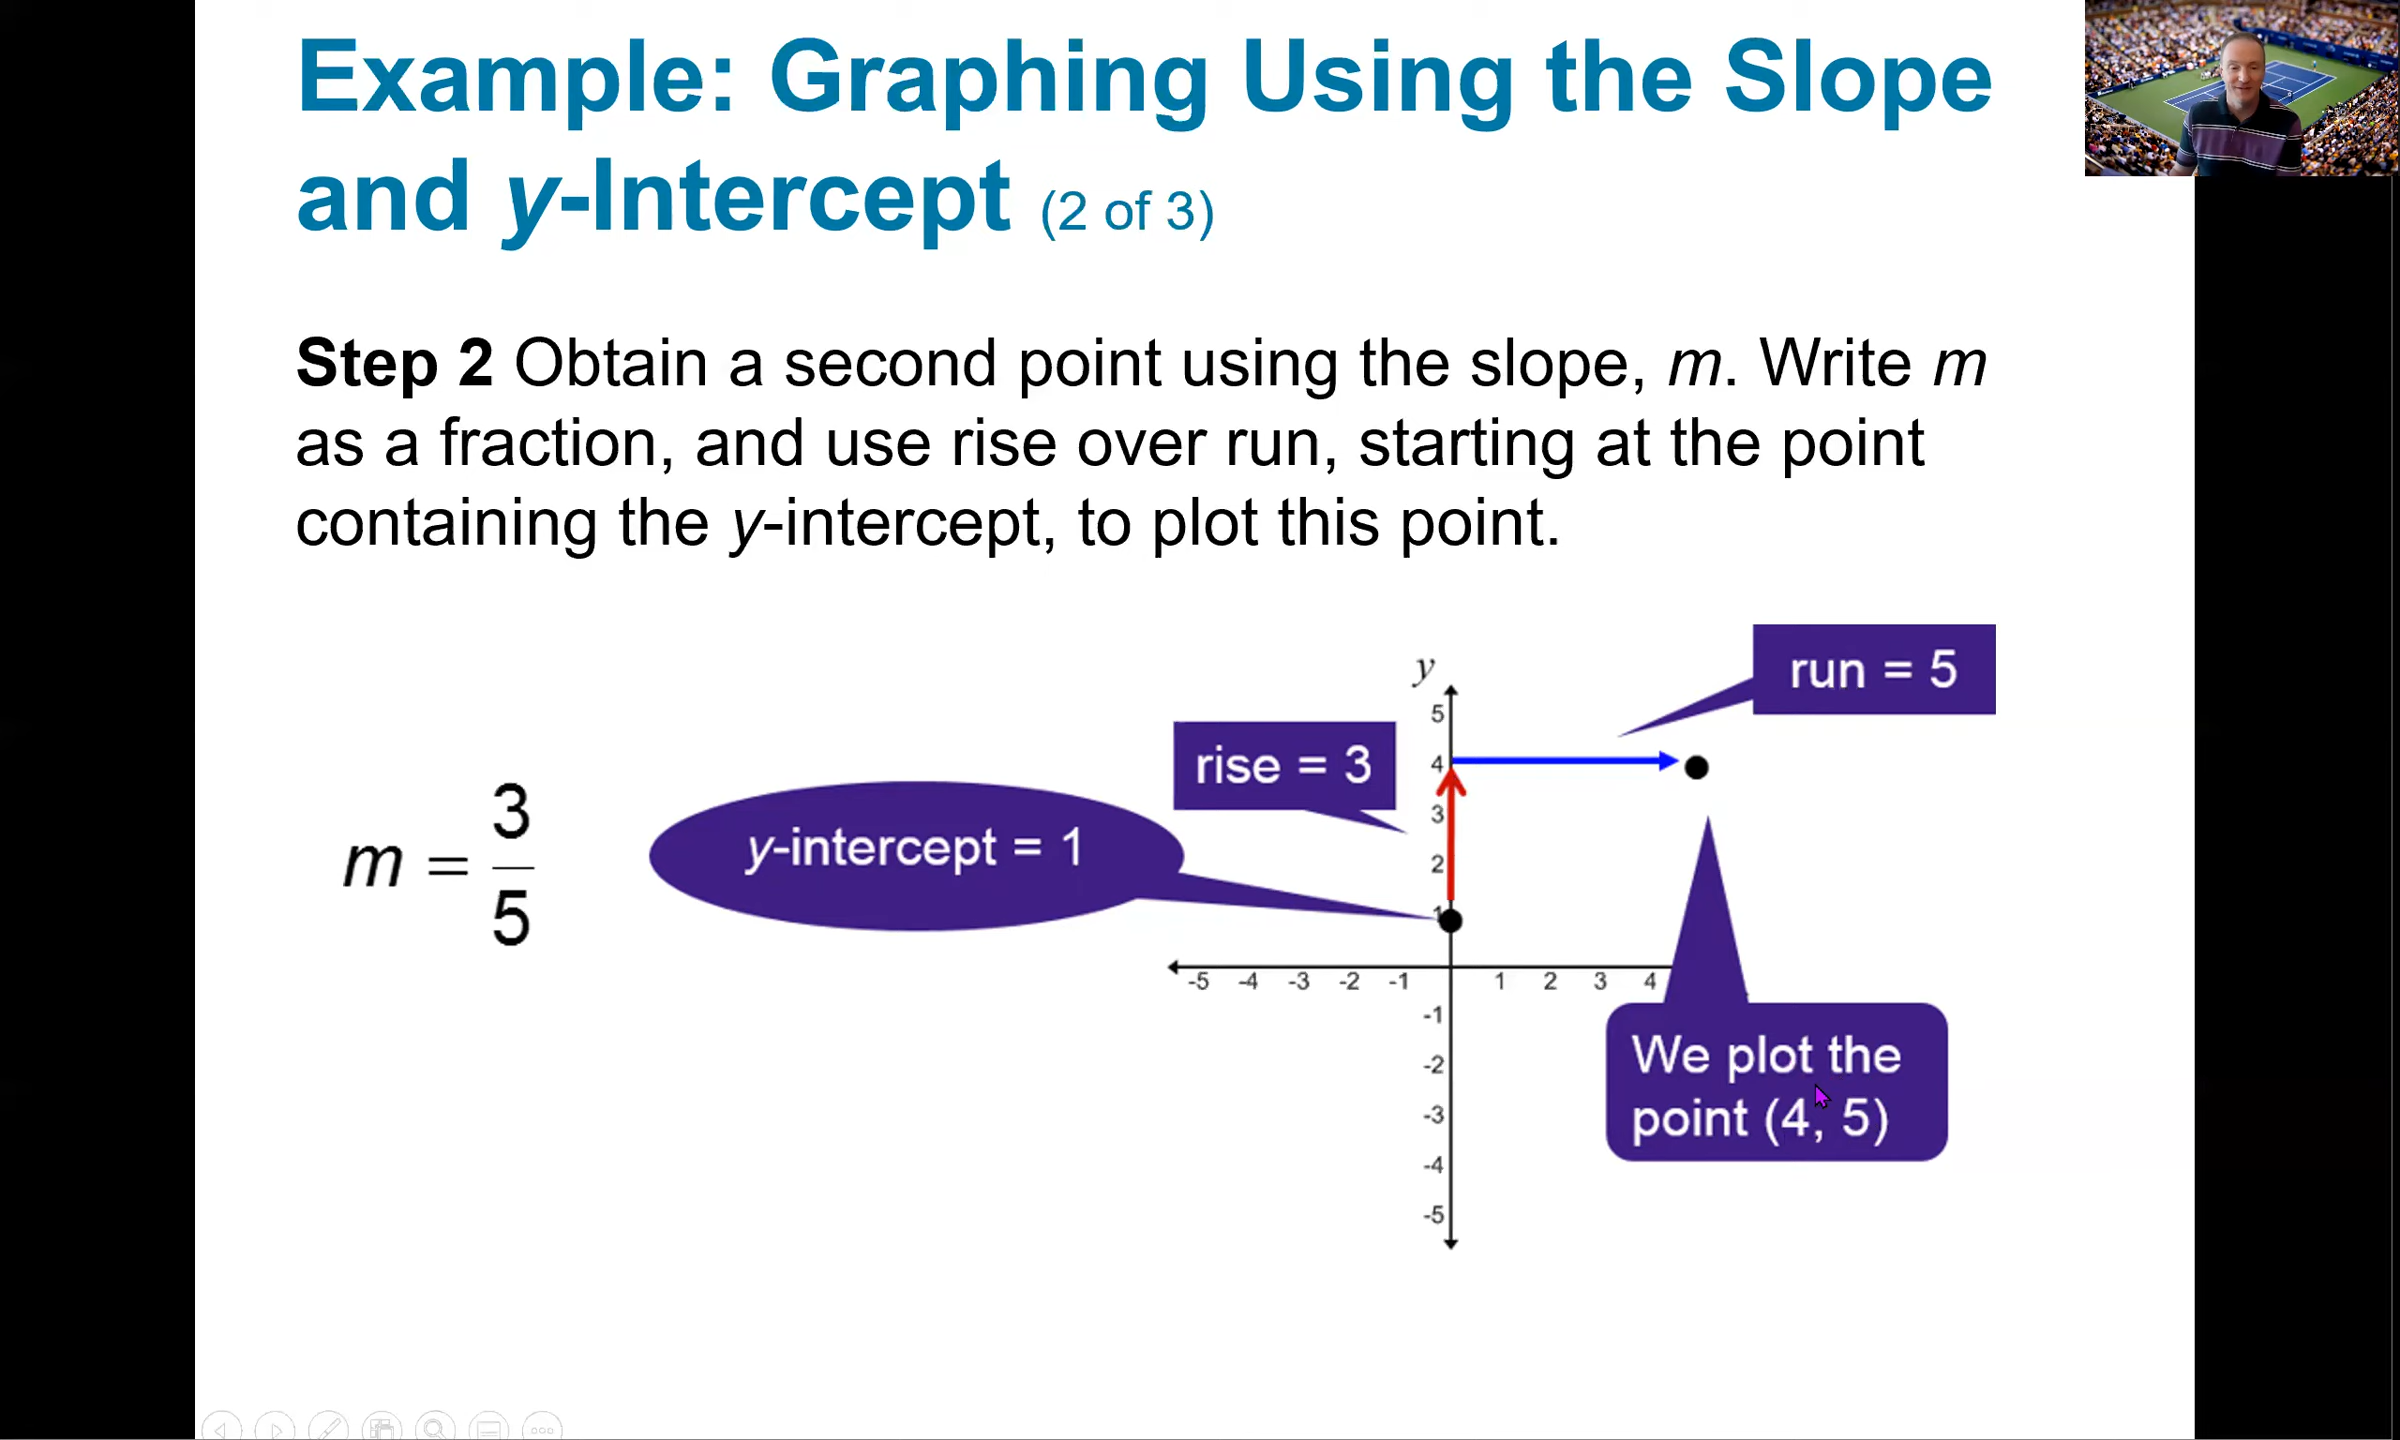 Example: Graphing Using the Slope
and y-Intercept (2 of 3)
Step 2 Obtain a second point using the slope, m. Write m
as a fraction, and use rise over run, starting at the point
containing the y-intercept, to plot this point.
m = 3/5
y-intercept = 1
rise = 3
run = 5
y
5
4
3
2
1
-5 -4 -3 -2 -1 1 2 3 4
-1
-2
-3
-4
-5
We plot the
point (4, 5)